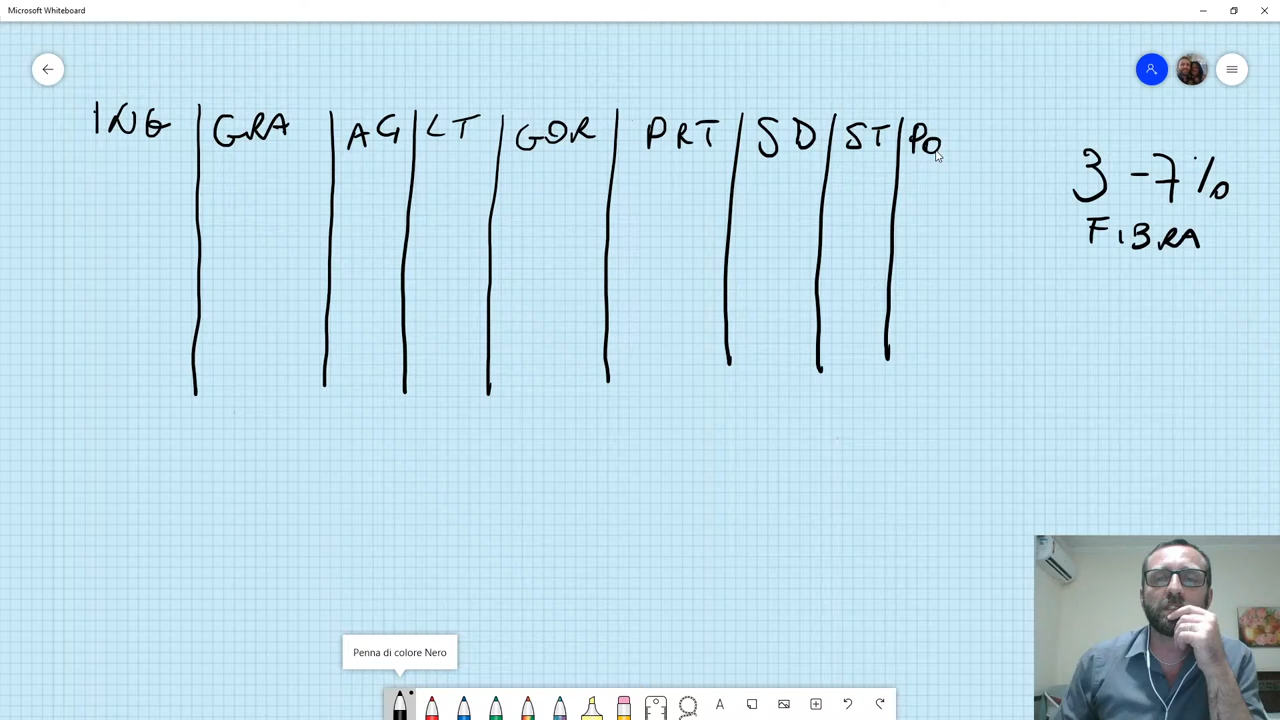 Microsoft Whiteboard
ING GRA AG LT GOR PRT SD ST PO
3-7%
FIBRA
Penna di colore Nero
A